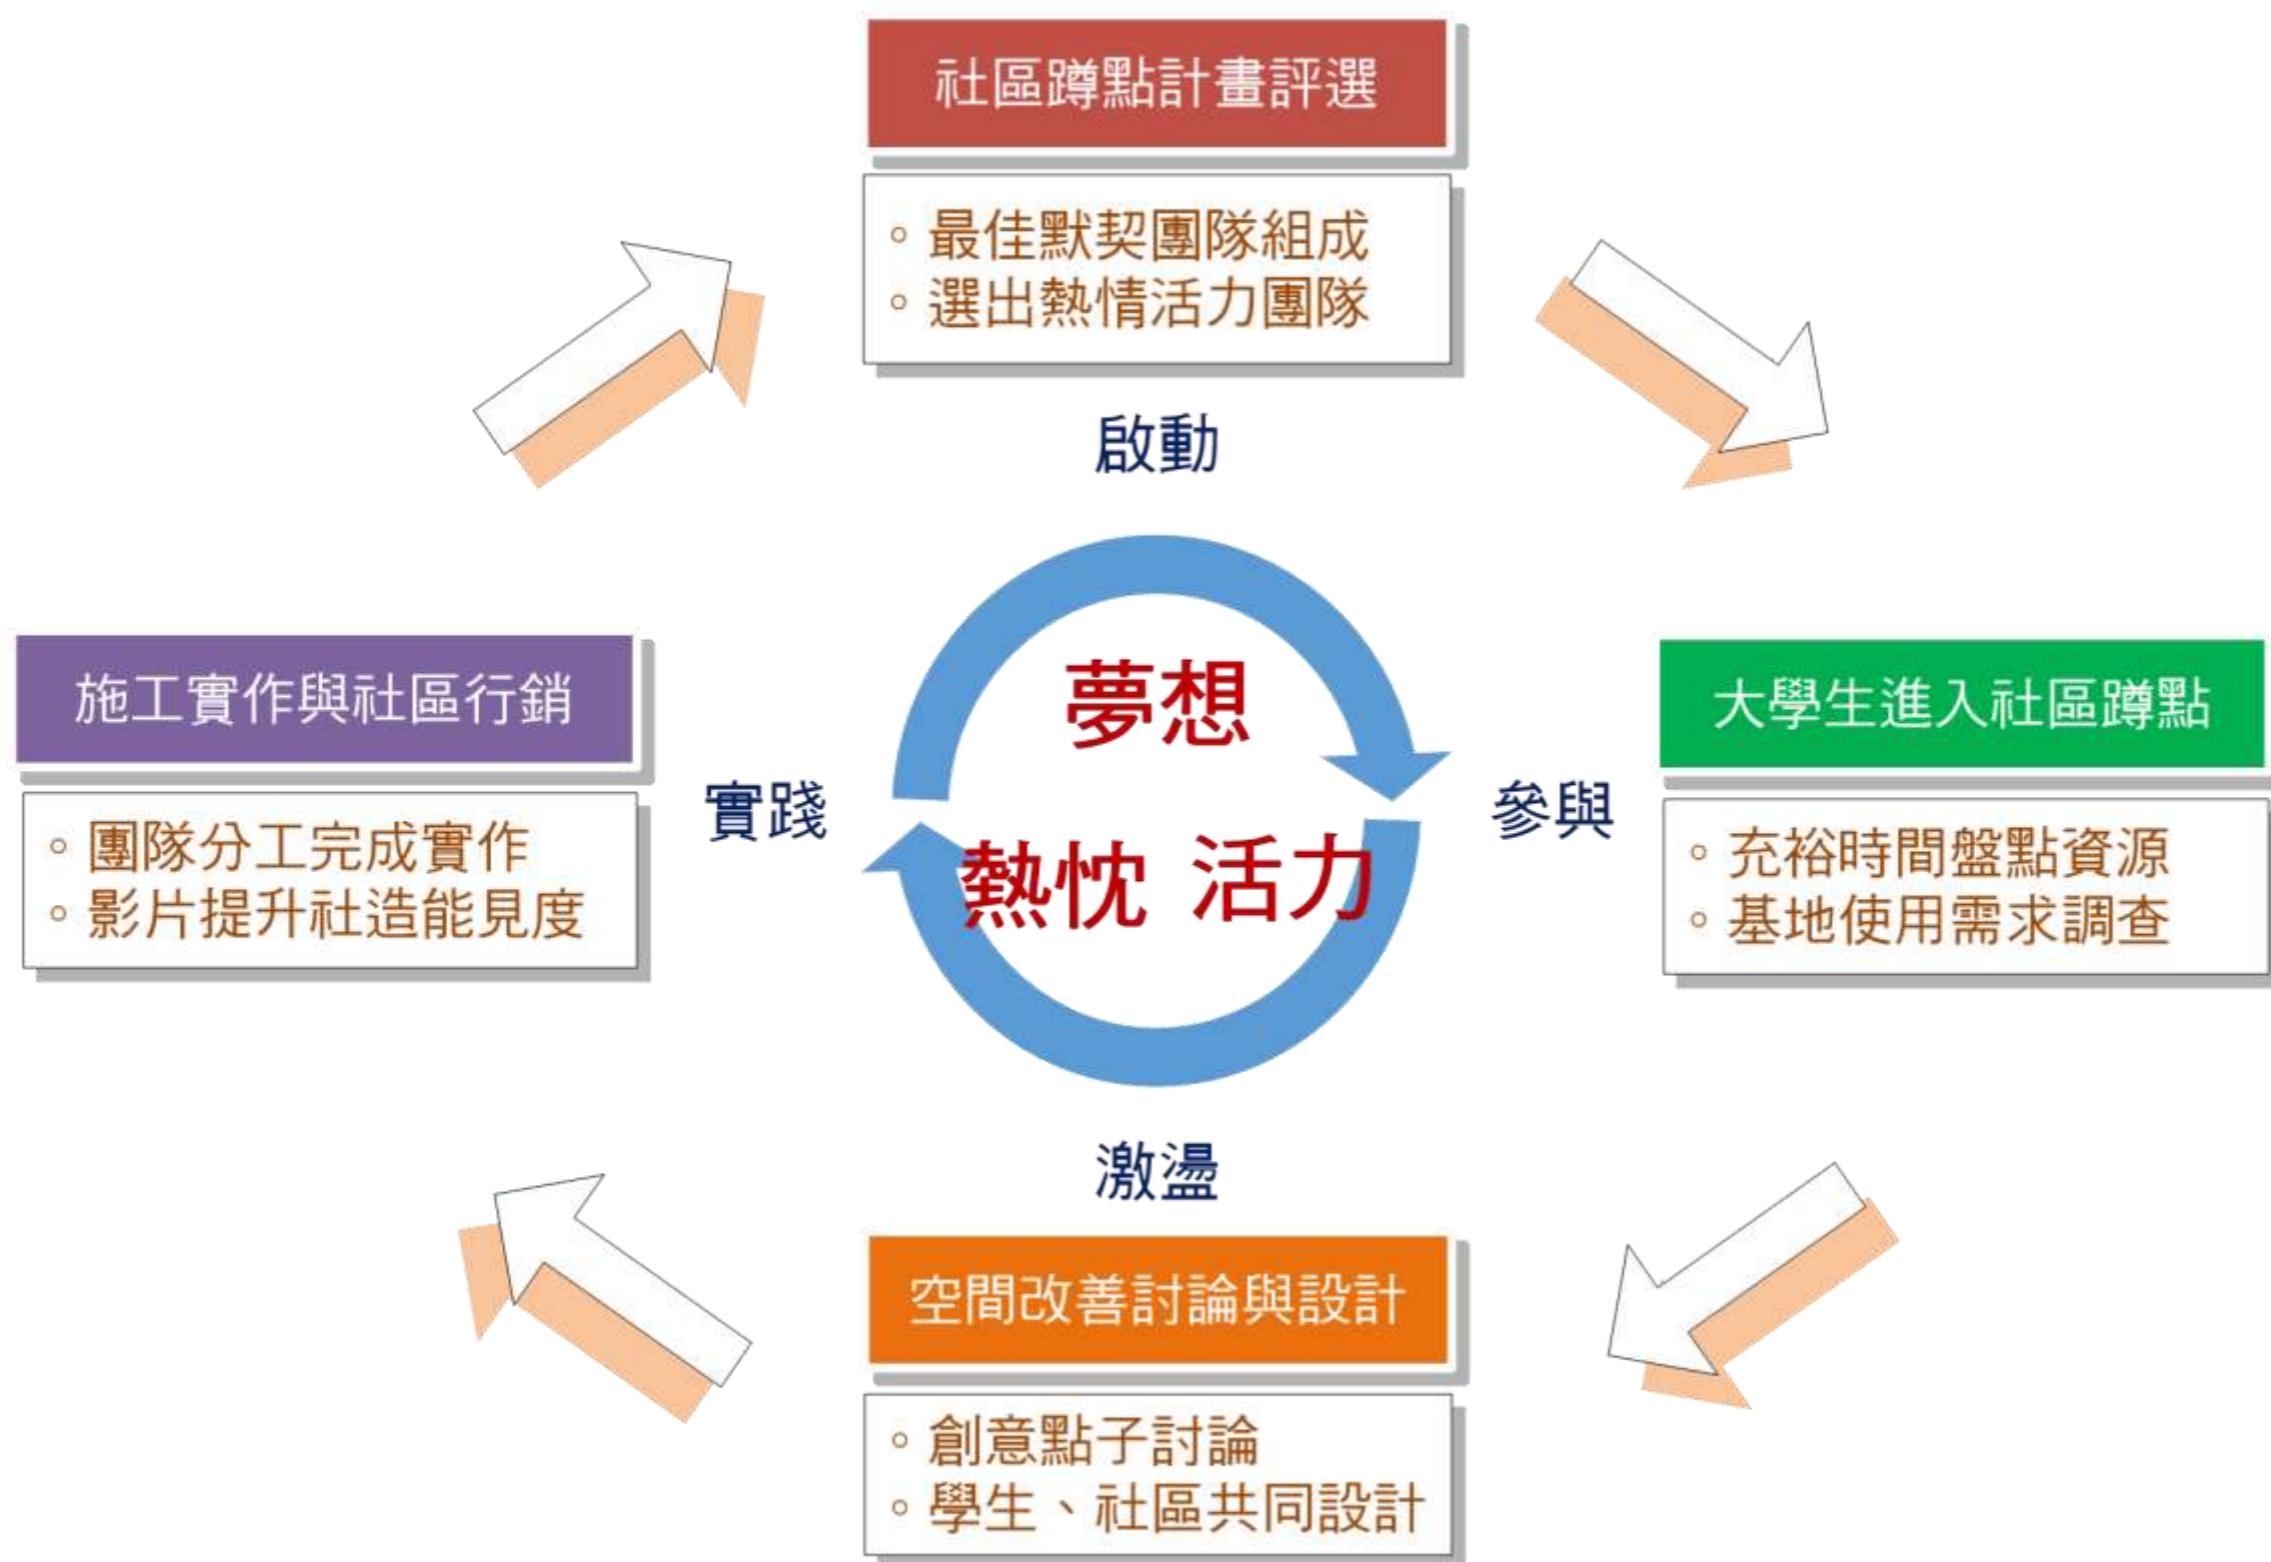 社區蹲點計畫評選
。最佳默契團隊組成
。選出熱情活力團隊
啟動
夢想
熱忱 活力
施工實作與社區行銷
。團隊分工完成實作
。影片提升社造能見度
實踐
參與
大學生進入社區蹲點
。充裕時間盤點資源
。基地使用需求調查
激盪
空間改善討論與設計
。創意點子討論
。學生、社區共同設計